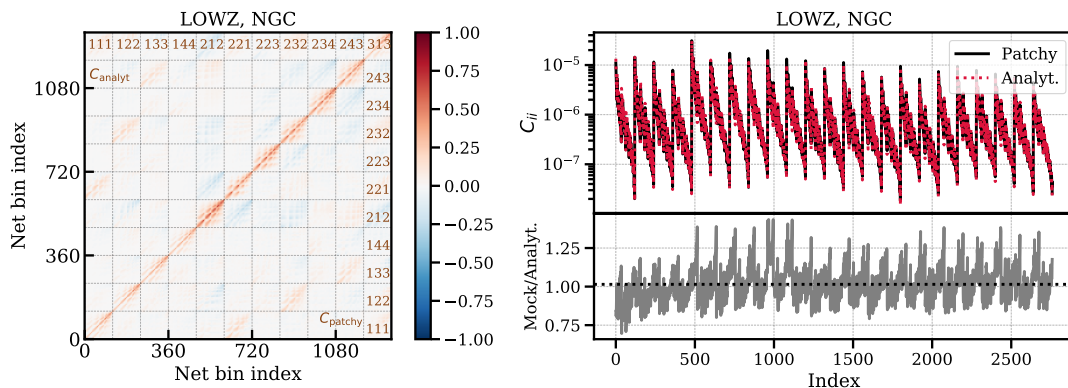 LOWZ, NGC
111 122 133 144 212 221 223 232 234 243 313
C_analyt
243
234
232
223
221
212
144
133
122
111
C_patchy
1080
720
360
0
Net bin index
0 360 720 1080
Net bin index
1.00
0.75
0.50
0.25
0.00
−0.25
−0.50
−0.75
−1.00
LOWZ, NGC
Patchy
Analyt.
10⁻⁵
10⁻⁶
10⁻⁷
C_ii
1.25
1.00
0.75
Mock/Analyt.
0 500 1000 1500 2000 2500
Index